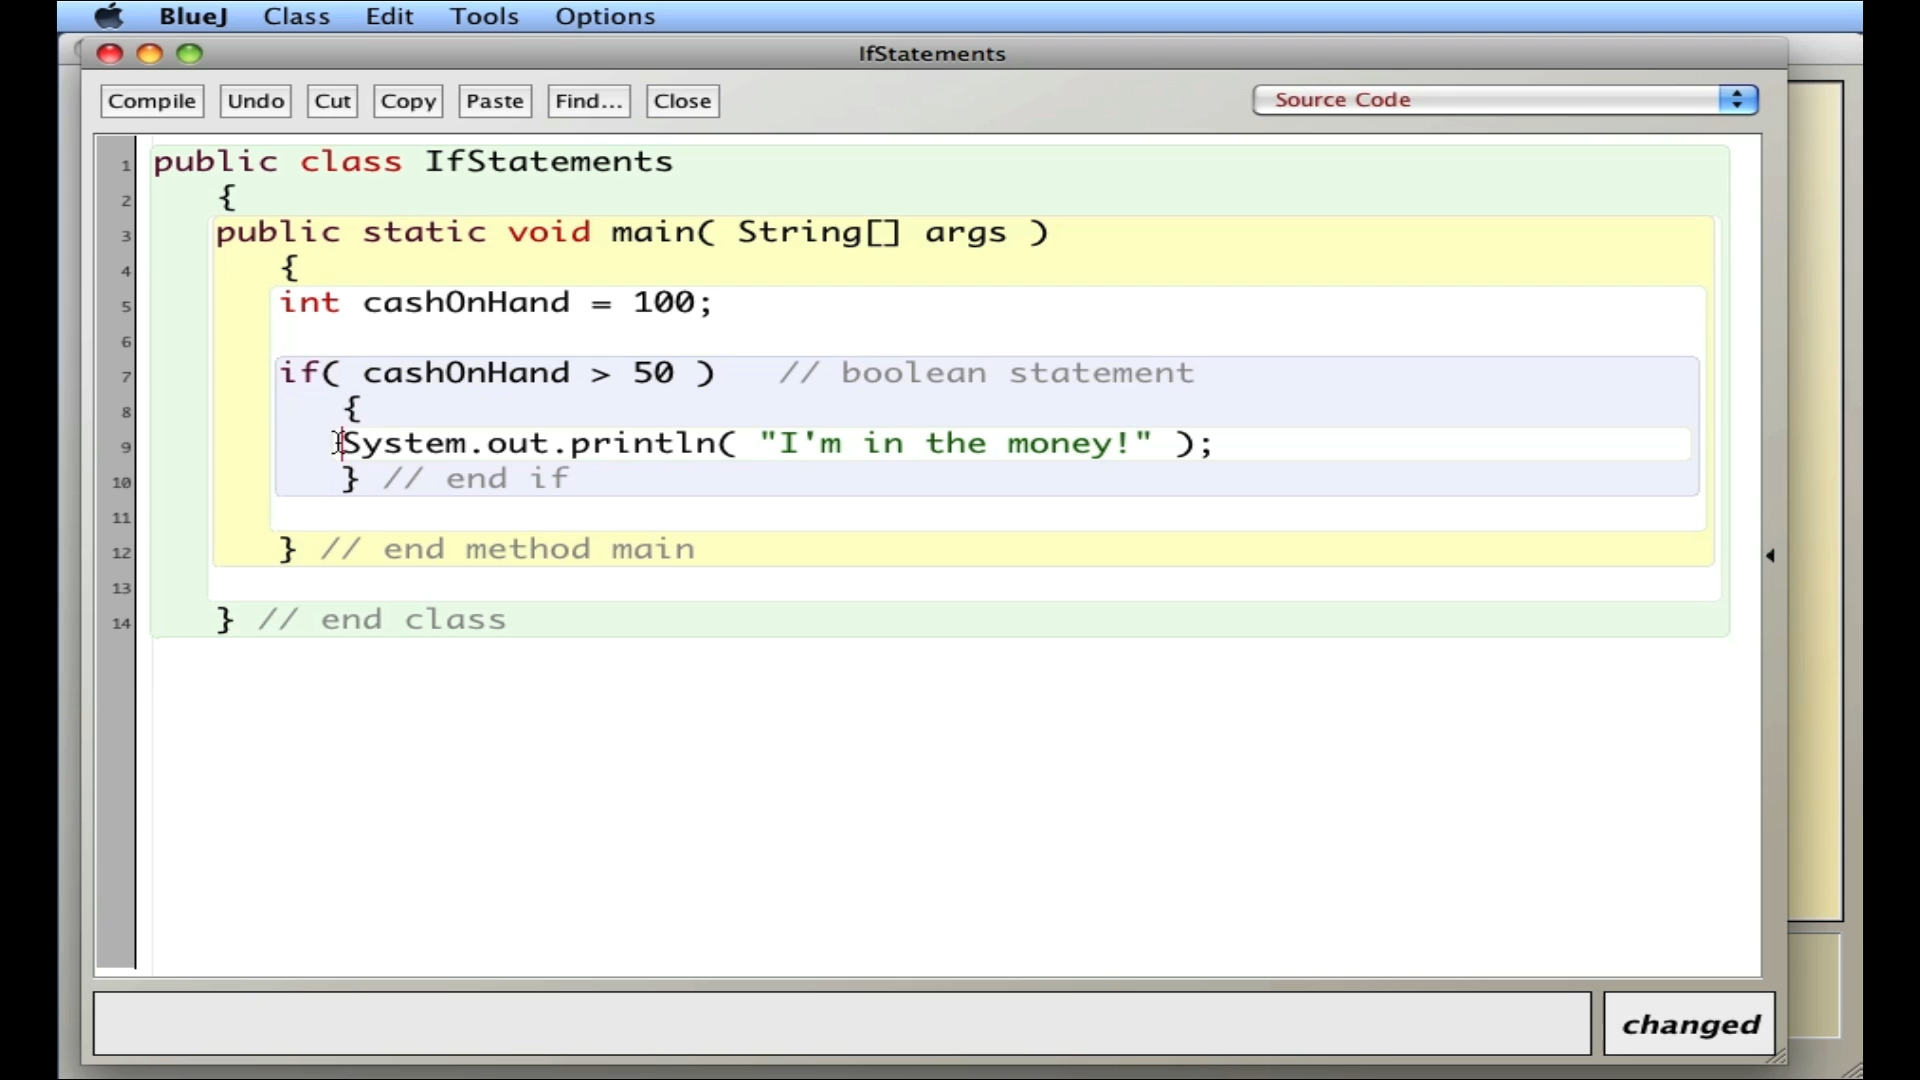 BlueJ Class Edit Tools Options
IfStatements
Compile Undo Cut Copy Paste Find... Close Source Code
1 public class IfStatements
2 {
3 public static void main( String[] args )
4 {
5 int cashOnHand = 100;
6
7 if( cashOnHand > 50 ) // boolean statement
8 {
9 System.out.println( "I'm in the money!" );
10 } // end if
11
12 } // end method main
13
14 } // end class
changed